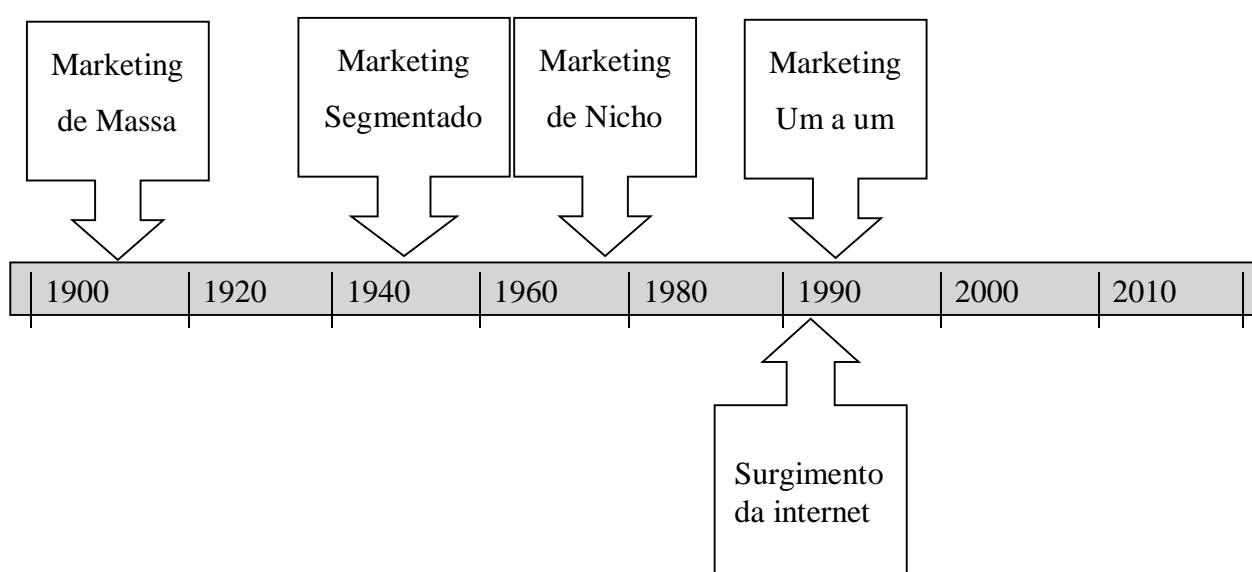 Marketing
de Massa
Marketing
Segmentado
Marketing
de Nicho
Marketing
Um a um
1900 1920 1940 1960 1980 1990 2000 2010
Surgimento
da internet